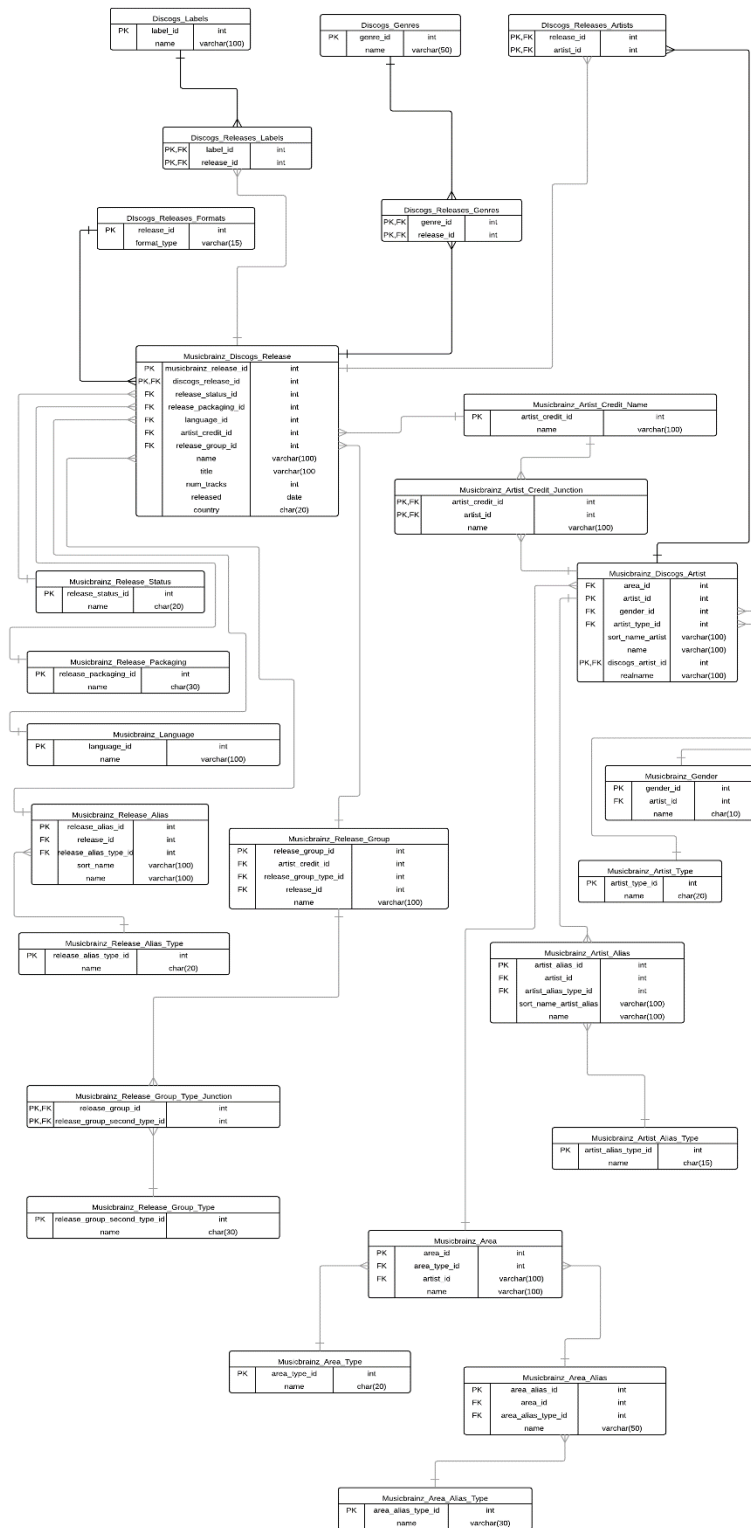 Discogs_Labels
PK label_id int
name varchar(100)
Discogs_Genres
PK genre_id int
name varchar(50)
DIscogs_Releases_Artists
PK,FK release_id int
PK,FK artist_id int
Discogs_Releases_Labels
PK,FK label_id int
PK,FK release_id int
DIscogs_Releases_Formats
PK release_id int
format_type varchar(15)
Discogs_Releases_Genres
PK,FK genre_id int
PK,FK release_id int
Musicbrainz_Discogs_Release
PK musicbrainz_release_id int
PK,FK discogs_release_id int
FK release_status_id int
FK release_packaging_id int
FK language_id int
FK artist_credit_id int
FK release_group_id int
name varchar(100)
title varchar(100
num_tracks int
released date
country char(20)
Musicbrainz_Artist_Credit_Name
PK artist_credit_id int
name varchar(100)
Musicbrainz_Artist_Credit_Junction
PK,FK artist_credit_id int
PK,FK artist_id int
name varchar(100)
Musicbrainz_Discogs_Artist
FK area_id int
PK artist_id int
FK gender_id int
FK artist_type_id int
sort_name_artist varchar(100)
name varchar(100)
PK,FK discogs_artist_id int
realname varchar(100)
Musicbrainz_Release_Status
PK release_status_id int
name char(20)
Musicbrainz_Release_Packaging
PK release_packaging_id int
name char(30)
Musicbrainz_Language
PK language_id int
name varchar(100)
Musicbrainz_Gender
PK gender_id int
FK artist_id int
name char(10)
Musicbrainz_Release_Alias
PK release_alias_id int
FK release_id int
FK release_alias_type_id int
sort_name varchar(100)
name varchar(100)
Musicbrainz_Release_Group
PK release_group_id int
FK artist_credit_id int
FK release_group_type_id int
FK release_id int
name varchar(100)
Musicbrainz_Artist_Type
PK artist_type_id int
name char(20)
Musicbrainz_Release_Alias_Type
PK release_alias_type_id int
name char(20)
Musicbrainz_Artist_Alias
PK artist_alias_id int
FK artist_id int
FK artist_alias_type_id int
sort_name_artist_alias varchar(100)
name varchar(100)
Musicbrainz_Release_Group_Type_Junction
PK,FK release_group_id int
PK,FK release_group_second_type_id int
Musicbrainz_Artist_Alias_Type
PK artist_alias_type_id int
name char(15)
Musicbrainz_Release_Group_Type
PK release_group_second_type_id int
name char(30)
Musicbrainz_Area
PK area_id int
FK area_type_id int
FK artist_id varchar(100)
name varchar(100)
Musicbrainz_Area_Type
PK area_type_id int
name char(20)
Musicbrainz_Area_Alias
PK area_alias_id int
FK area_id int
FK area_alias_type_id int
name varchar(50)
Musicbrainz_Area_Alias_Type
PK area_alias_type_id int
name varchar(30)